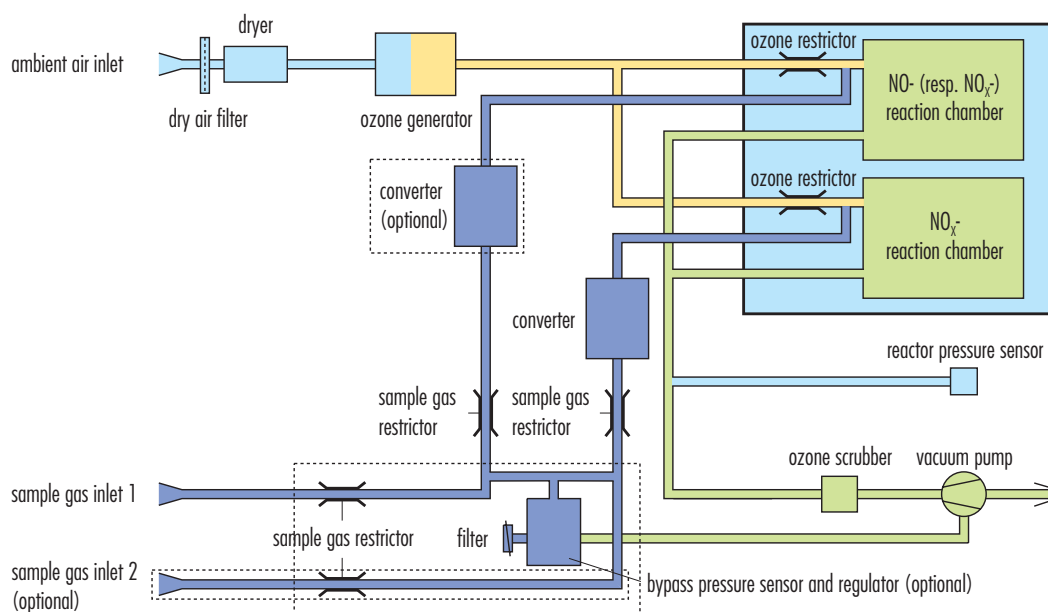 dryer
ambient air inlet
dry air filter
ozone generator
ozone restrictor
NO- (resp. NOₓ-)
reaction chamber
converter
(optional)
ozone restrictor
NOₓ-
reaction chamber
converter
reactor pressure sensor
sample gas
restrictor
sample gas
restrictor
ozone scrubber
vacuum pump
sample gas inlet 1
sample gas restrictor
filter
sample gas inlet 2
(optional)
bypass pressure sensor and regulator (optional)